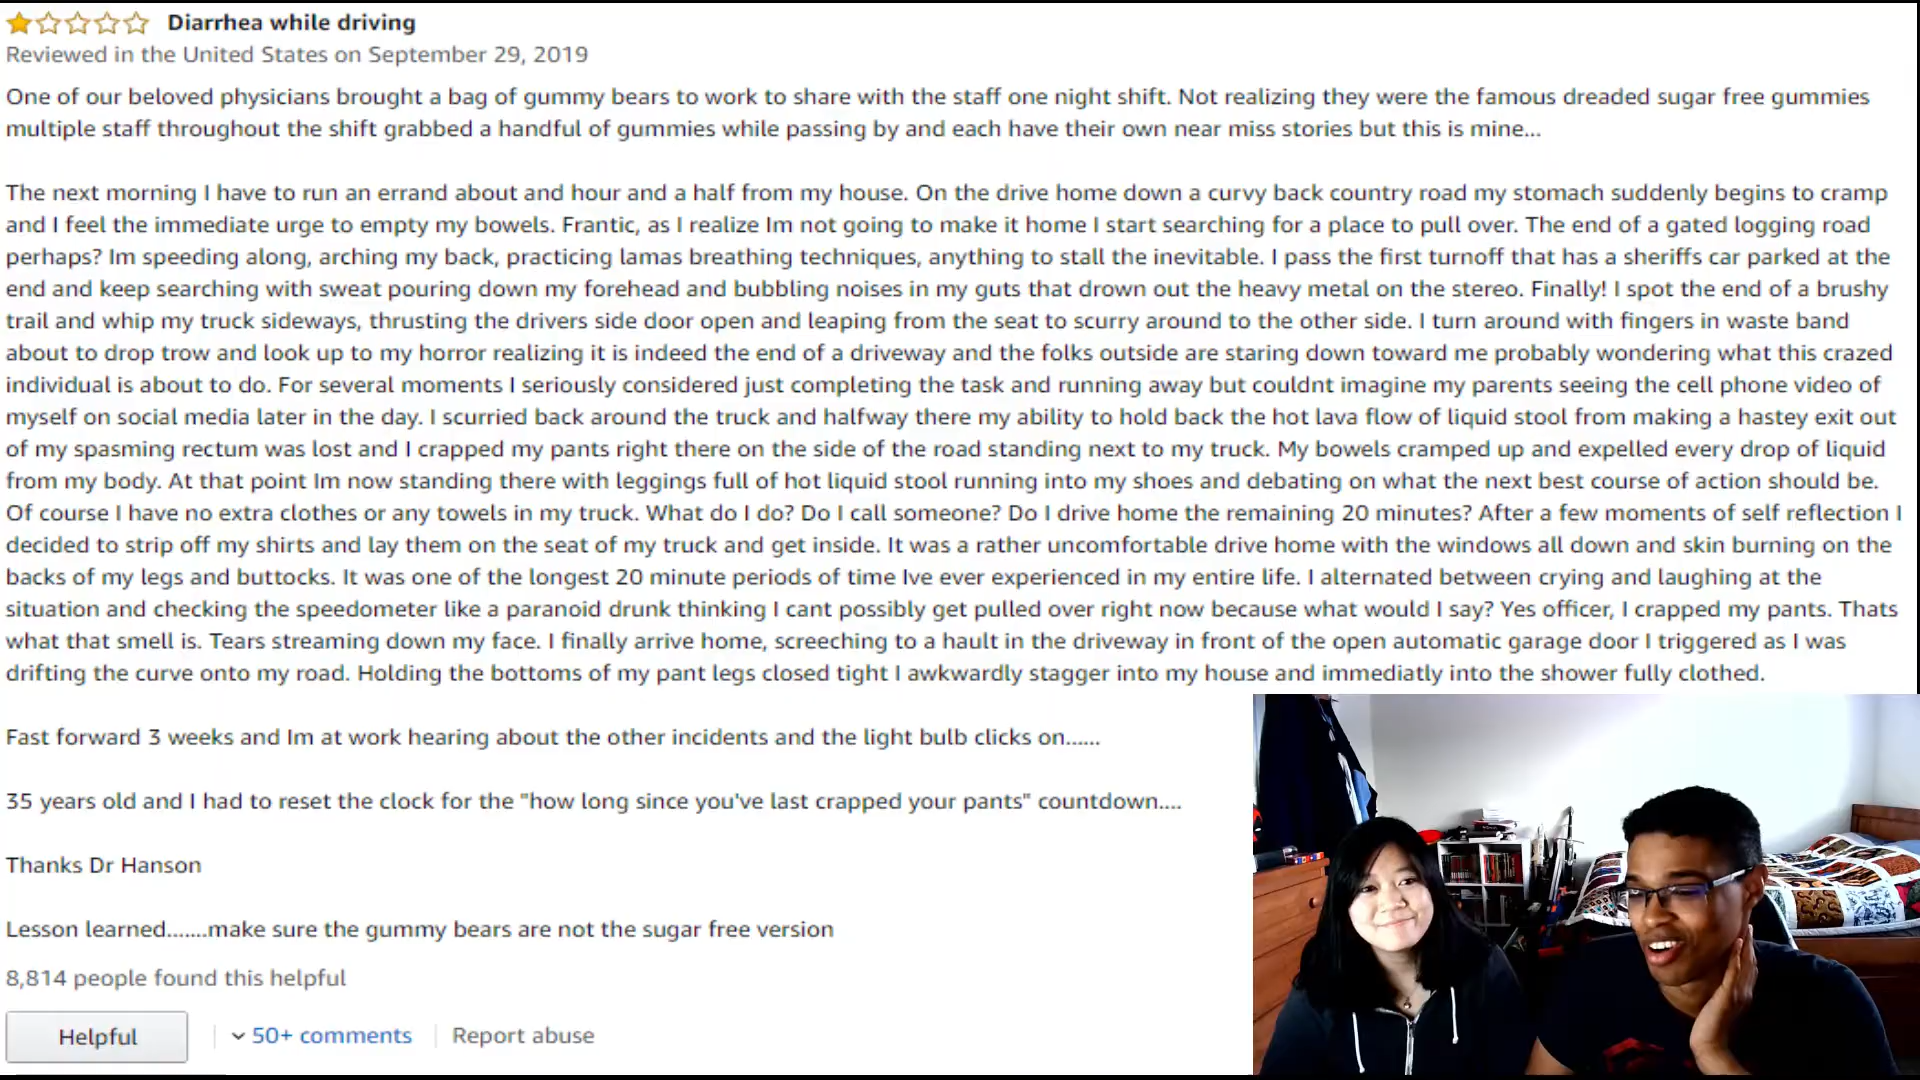 Diarrhea while driving
Reviewed in the United States on September 29, 2019
One of our beloved physicians brought a bag of gummy bears to work to share with the staff one night shift. Not realizing they were the famous dreaded sugar free gummies
multiple staff throughout the shift grabbed a handful of gummies while passing by and each have their own near miss stories but this is mine...
The next morning I have to run an errand about and hour and a half from my house. On the drive home down a curvy back country road my stomach suddenly begins to cramp
and I feel the immediate urge to empty my bowels. Frantic, as I realize Im not going to make it home I start searching for a place to pull over. The end of a gated logging road
perhaps? Im speeding along, arching my back, practicing lamas breathing techniques, anything to stall the inevitable. I pass the first turnoff that has a sheriffs car parked at the
end and keep searching with sweat pouring down my forehead and bubbling noises in my guts that drown out the heavy metal on the stereo. Finally! I spot the end of a brushy
trail and whip my truck sideways, thrusting the drivers side door open and leaping from the seat to scurry around to the other side. I turn around with fingers in waste band
about to drop trow and look up to my horror realizing it is indeed the end of a driveway and the folks outside are staring down toward me probably wondering what this crazed
individual is about to do. For several moments I seriously considered just completing the task and running away but couldnt imagine my parents seeing the cell phone video of
myself on social media later in the day. I scurried back around the truck and halfway there my ability to hold back the hot lava flow of liquid stool from making a hastey exit out
of my spasming rectum was lost and I crapped my pants right there on the side of the road standing next to my truck. My bowels cramped up and expelled every drop of liquid
from my body. At that point Im now standing there with leggings full of hot liquid stool running into my shoes and debating on what the next best course of action should be.
Of course I have no extra clothes or any towels in my truck. What do I do? Do I call someone? Do I drive home the remaining 20 minutes? After a few moments of self reflection I
decided to strip off my shirts and lay them on the seat of my truck and get inside. It was a rather uncomfortable drive home with the windows all down and skin burning on the
backs of my legs and buttocks. It was one of the longest 20 minute periods of time Ive ever experienced in my entire life. I alternated between crying and laughing at the
situation and checking the speedometer like a paranoid drunk thinking I cant possibly get pulled over right now because what would I say? Yes officer, I crapped my pants. Thats
what that smell is. Tears streaming down my face. I finally arrive home, screeching to a hault in the driveway in front of the open automatic garage door I triggered as I was
drifting the curve onto my road. Holding the bottoms of my pant legs closed tight I awkwardly stagger into my house and immediatly into the shower fully clothed.
Fast forward 3 weeks and Im at work hearing about the other incidents and the light bulb clicks on......
35 years old and I had to reset the clock for the "how long since you've last crapped your pants" countdown....
Thanks Dr Hanson
Lesson learned.......make sure the gummy bears are not the sugar free version
8,814 people found this helpful
Helpful
50+ comments
Report abuse